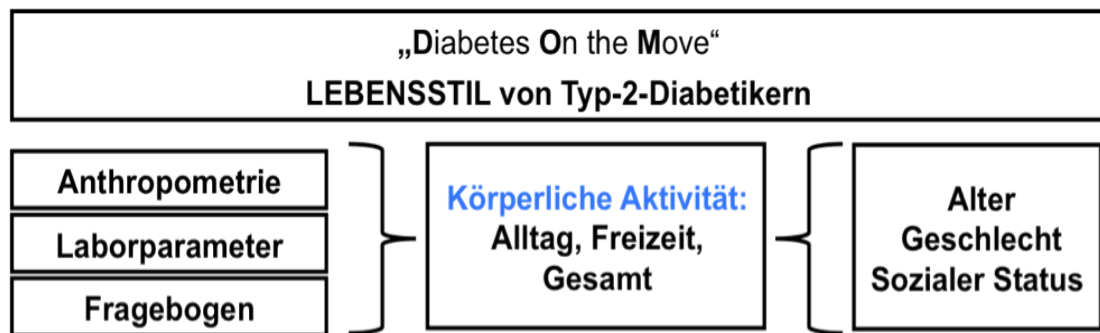 „Diabetes On the Move“
LEBENSSTIL von Typ-2-Diabetikern
Anthropometrie
Laborparameter
Fragebogen
Körperliche Aktivität:
Alltag, Freizeit,
Gesamt
Alter
Geschlecht
Sozialer Status